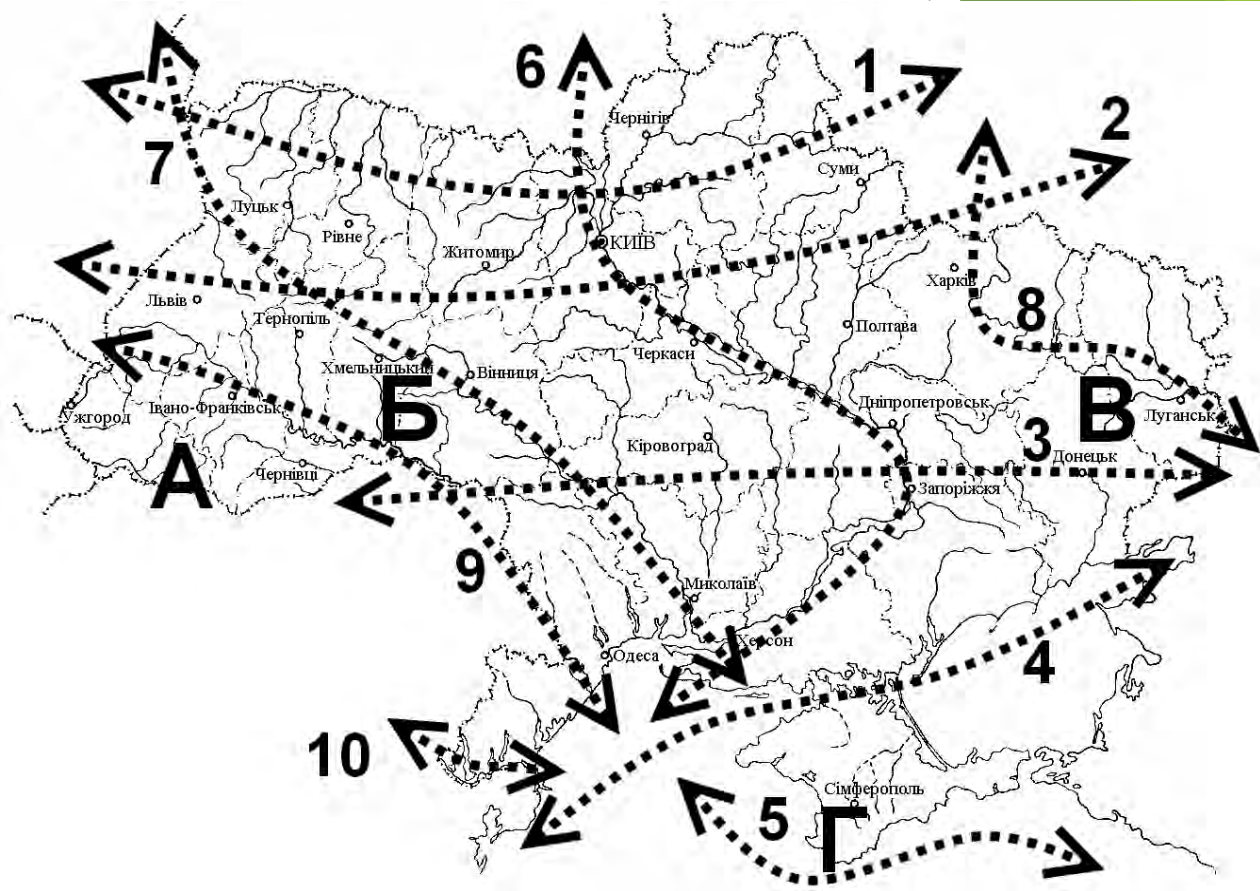 6
1
2
Чернігів
7
Суми
Луцьк
Рівне
КИЇВ
Житомир
Харків
Львів
8
Тернопіль
Полтава
Черкаси
Хмельницький
Вінниця
Б
В
Ужгород
Івано-Франківськ
Дніпропетровськ
Луганськ
А
Кіровоград
3
Донецьк
Чернівці
Запоріжжя
9
Миколаїв
Херсон
Одеса
4
10
Сімферополь
5
Г